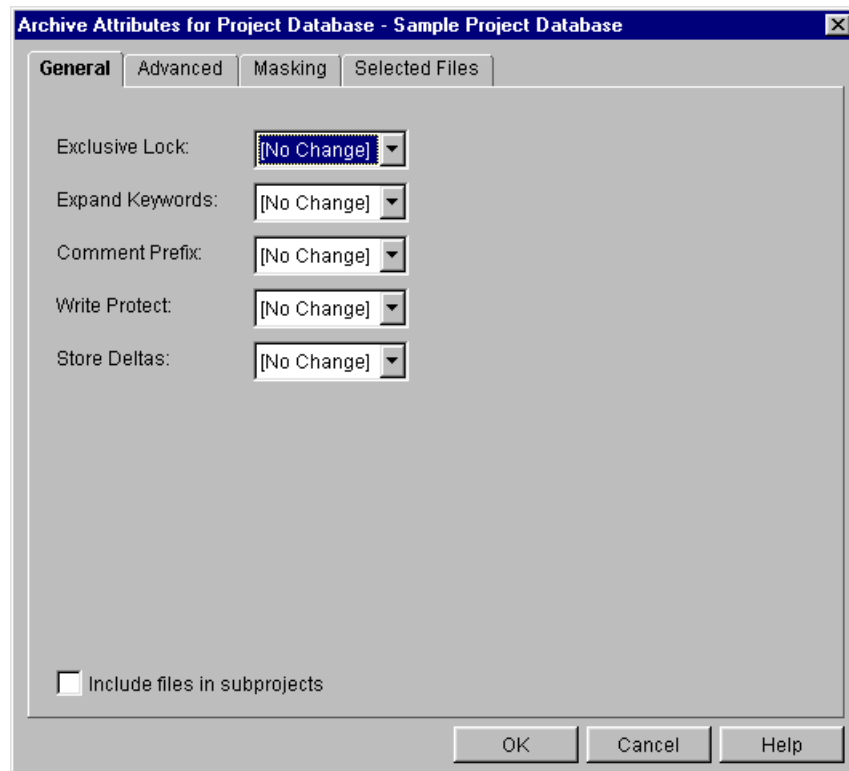 Archive Attributes for Project Database - Sample Project Database
General Advanced Masking Selected Files
Exclusive Lock: [No Change]
Expand Keywords: [No Change]
Comment Prefix: [No Change]
Write Protect: [No Change]
Store Deltas: [No Change]
Include files in subprojects
OK Cancel Help